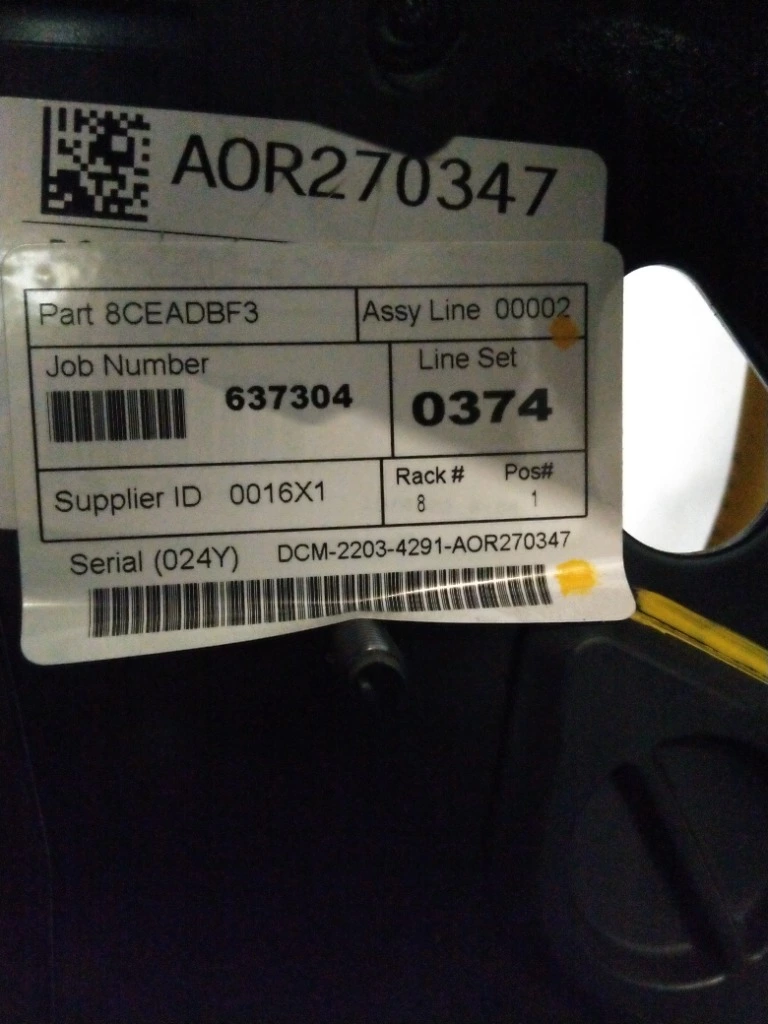 AOR270347
Part 8CEADBF3
Assy Line 00002
Job Number
637304
Line Set
0374
Supplier ID 0016X1
Rack # Pos#
8 1
Serial (024Y) DCM-2203-4291-AOR270347